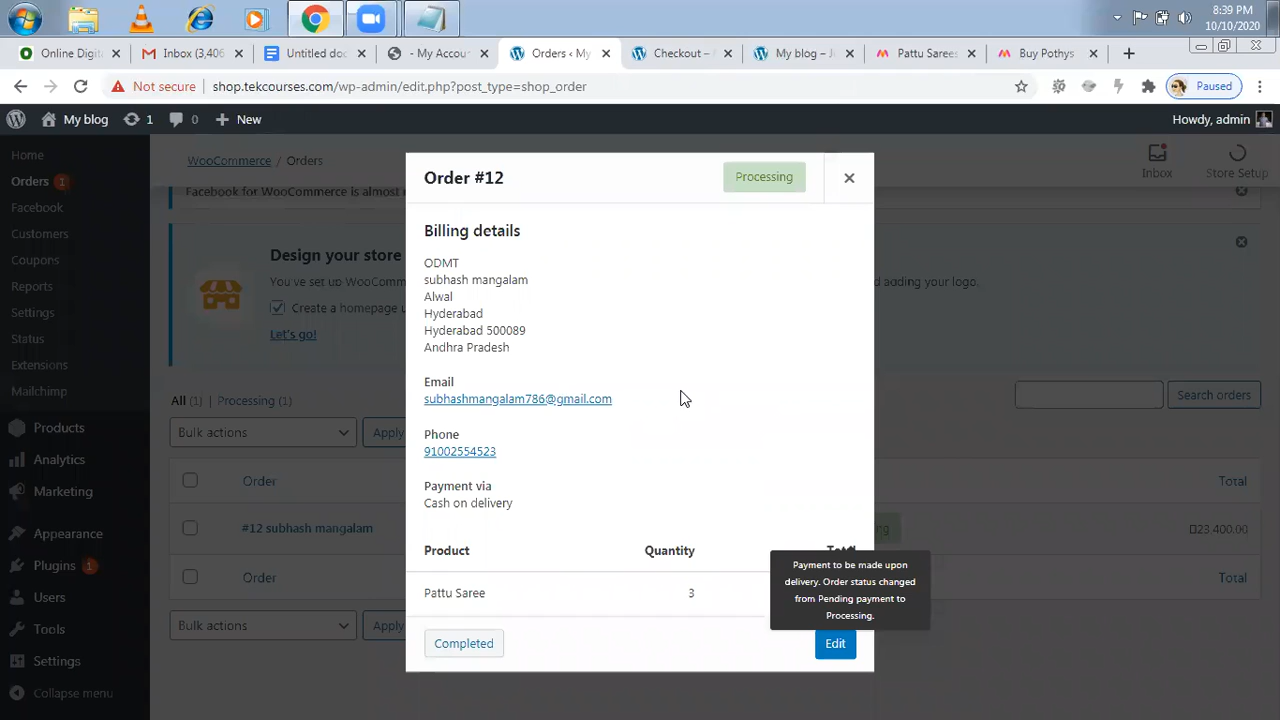 8:39 PM
10/10/2020
Online Digit
Inbox (3,406
Untitled doc
- My Accou
Orders ‹ My
Checkout –
My blog – J
Pattu Sarees
Buy Pothys
Not secure
shop.tekcourses.com/wp-admin/edit.php?post_type=shop_order
Paused
My blog
1
0
New
Howdy, admin
Home
Orders 1
Facebook
Customers
Coupons
Reports
Settings
Status
Extensions
Mailchimp
Products
Analytics
Marketing
Appearance
Plugins 1
Users
Tools
Settings
Collapse menu
WooCommerce / Orders
Inbox
Store Setup
Facebook for WooCommerce is almost
Design your store
You've set up WooComm
d adding your logo.
Create a homepage
Let's go!
All (1) | Processing (1)
Search orders
Bulk actions
Apply
Order
Total
#12 subhash mangalam
ng
23,400.00
Order
Total
Bulk actions
Apply
Order #12
Processing
Billing details
ODMT
subhash mangalam
Alwal
Hyderabad
Hyderabad 500089
Andhra Pradesh
Email
subhashmangalam786@gmail.com
Phone
91002554523
Payment via
Cash on delivery
Product
Quantity
Total
Pattu Saree
3
Payment to be made upon
delivery. Order status changed
from Pending payment to
Processing.
Completed
Edit